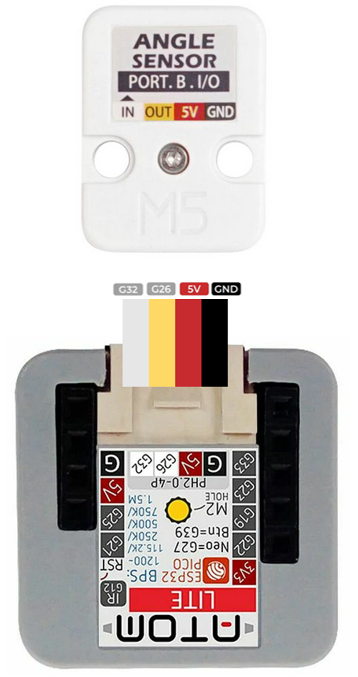 ANGLE
SENSOR
PORT. B . I/O
IN OUT 5V GND
M5
G32 G26 5V GND
G G32 G26 5V G G33
PH2.0-4P
5V G23
M2
HOLE
G25 G19
Btn=G39
Neo=G27
G21 G22
1.5M
750K/
500K/
250K/
115.2K/
1200-
BPS:
RST
ESP32
PICO
3V3
IR
G12
LITE
ATOM